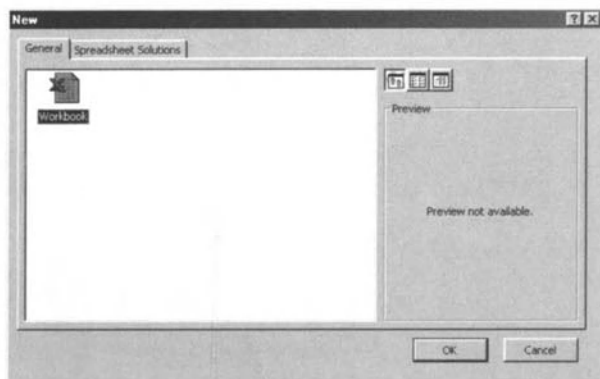 New
General
Spreadsheet Solutions
Workbook
Preview
Preview not available.
OK
Cancel